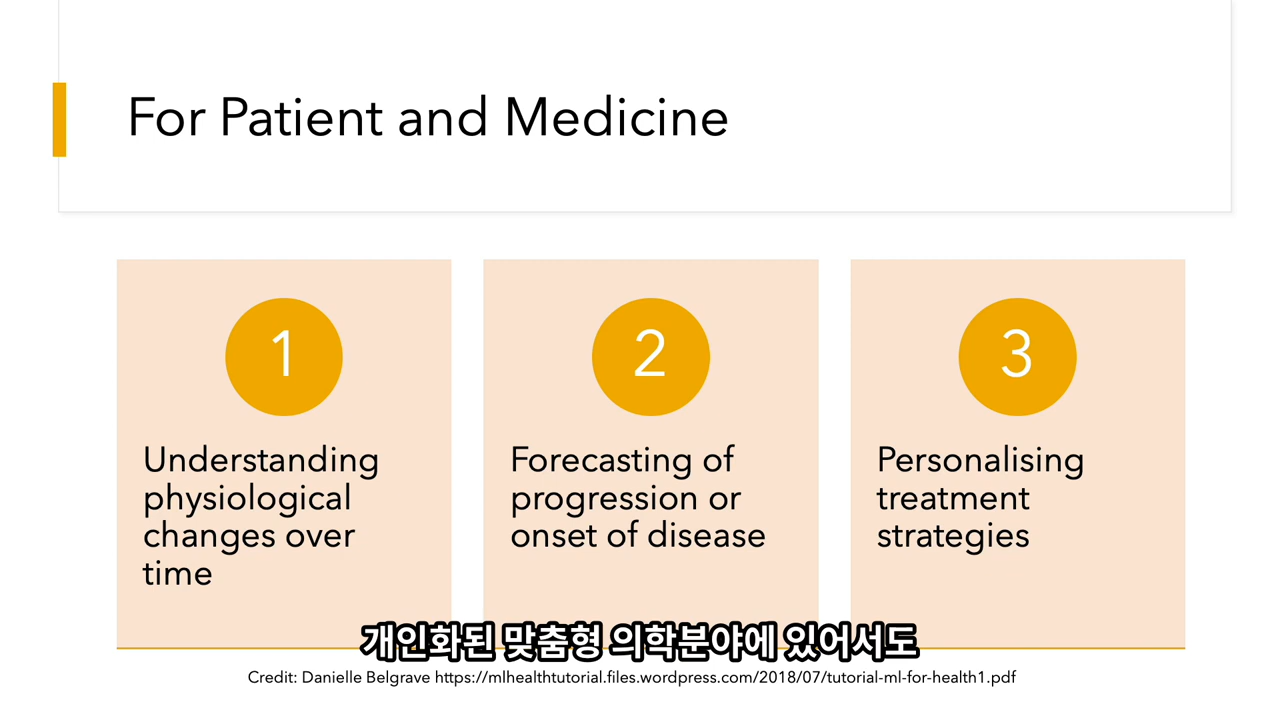 For Patient and Medicine
1
Understanding
physiological
changes over
time
2
Forecasting of
progression or
onset of disease
3
Personalising
treatment
strategies
개인화된 맞춤형 의학분야에 있어서도
Credit: Danielle Belgrave https://mlhealthtutorial.files.wordpress.com/2018/07/tutorial-ml-for-health1.pdf